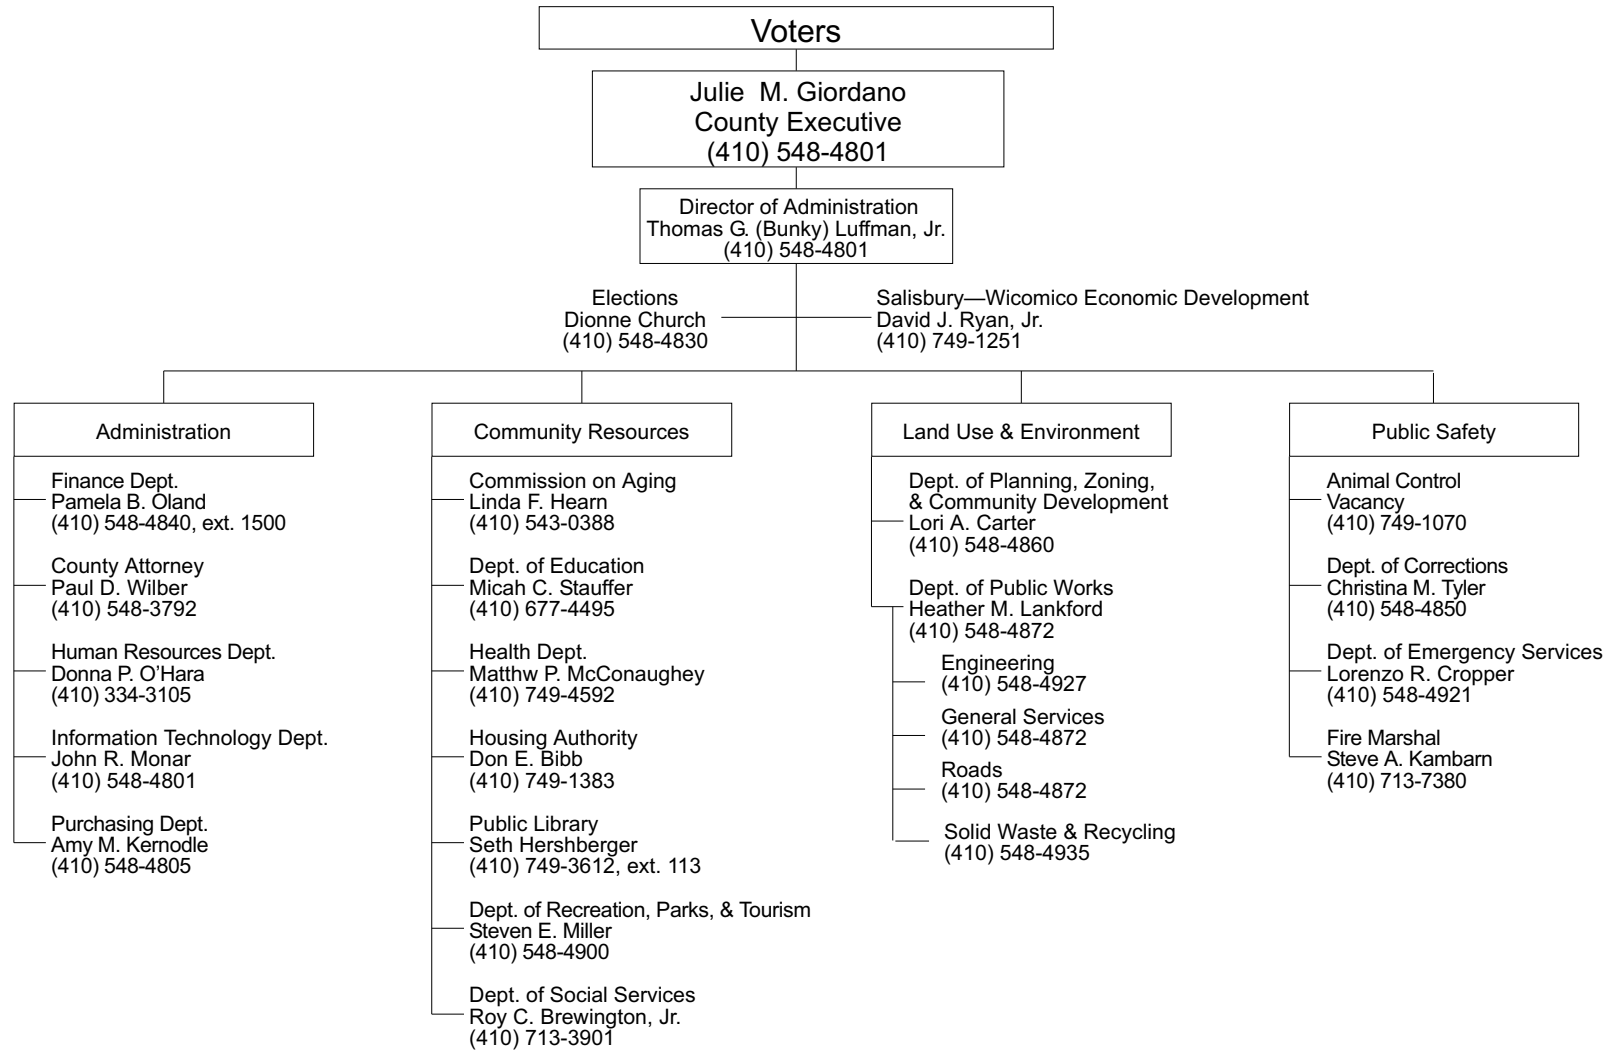 Voters
Julie M. Giordano
County Executive
(410) 548-4801
Director of Administration
Thomas G. (Bunky) Luffman, Jr.
(410) 548-4801
Elections
Dionne Church
(410) 548-4830
Salisbury—Wicomico Economic Development
David J. Ryan, Jr.
(410) 749-1251
Administration
Finance Dept.
Pamela B. Oland
(410) 548-4840, ext. 1500
County Attorney
Paul D. Wilber
(410) 548-3792
Human Resources Dept.
Donna P. O’Hara
(410) 334-3105
Information Technology Dept.
John R. Monar
(410) 548-4801
Purchasing Dept.
Amy M. Kernodle
(410) 548-4805
Community Resources
Commission on Aging
Linda F. Hearn
(410) 543-0388
Dept. of Education
Micah C. Stauffer
(410) 677-4495
Health Dept.
Matthw P. McConaughey
(410) 749-4592
Housing Authority
Don E. Bibb
(410) 749-1383
Public Library
Seth Hershberger
(410) 749-3612, ext. 113
Dept. of Recreation, Parks, & Tourism
Steven E. Miller
(410) 548-4900
Dept. of Social Services
Roy C. Brewington, Jr.
(410) 713-3901
Land Use & Environment
Dept. of Planning, Zoning,
& Community Development
Lori A. Carter
(410) 548-4860
Dept. of Public Works
Heather M. Lankford
(410) 548-4872
Engineering
(410) 548-4927
General Services
(410) 548-4872
Roads
(410) 548-4872
Solid Waste & Recycling
(410) 548-4935
Public Safety
Animal Control
Vacancy
(410) 749-1070
Dept. of Corrections
Christina M. Tyler
(410) 548-4850
Dept. of Emergency Services
Lorenzo R. Cropper
(410) 548-4921
Fire Marshal
Steve A. Kambarn
(410) 713-7380